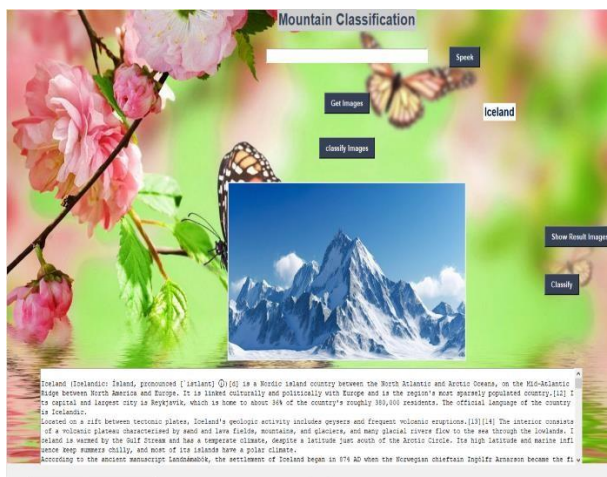 Mountain Classification
Speek
Get Images
Iceland
classify Images
Show Result Images
Classify
Iceland (Icelandic: Ísland, pronounced [ˈistlant] ⓘ)[d] is a Nordic island country between the North Atlantic and Arctic Oceans, on the Mid-Atlantic
Ridge between North America and Europe. It is linked culturally and politically with Europe and is the region's most sparsely populated country.[12] I
ts capital and largest city is Reykjavík, which is home to about 36% of the country's roughly 380,000 residents. The official language of the country
is Icelandic.
Located on a rift between tectonic plates, Iceland's geologic activity includes geysers and frequent volcanic eruptions.[13][14] The interior consists
of a volcanic plateau characterised by sand and lava fields, mountains, and glaciers, and many glacial rivers flow to the sea through the lowlands. I
celand is warmed by the Gulf Stream and has a temperate climate, despite a latitude just south of the Arctic Circle. Its high latitude and marine infl
uence keep summers chilly, and most of its islands have a polar climate.
According to the ancient manuscript Landnámabók, the settlement of Iceland began in 874 AD when the Norwegian chieftain Ingólfr Arnarson became the fi